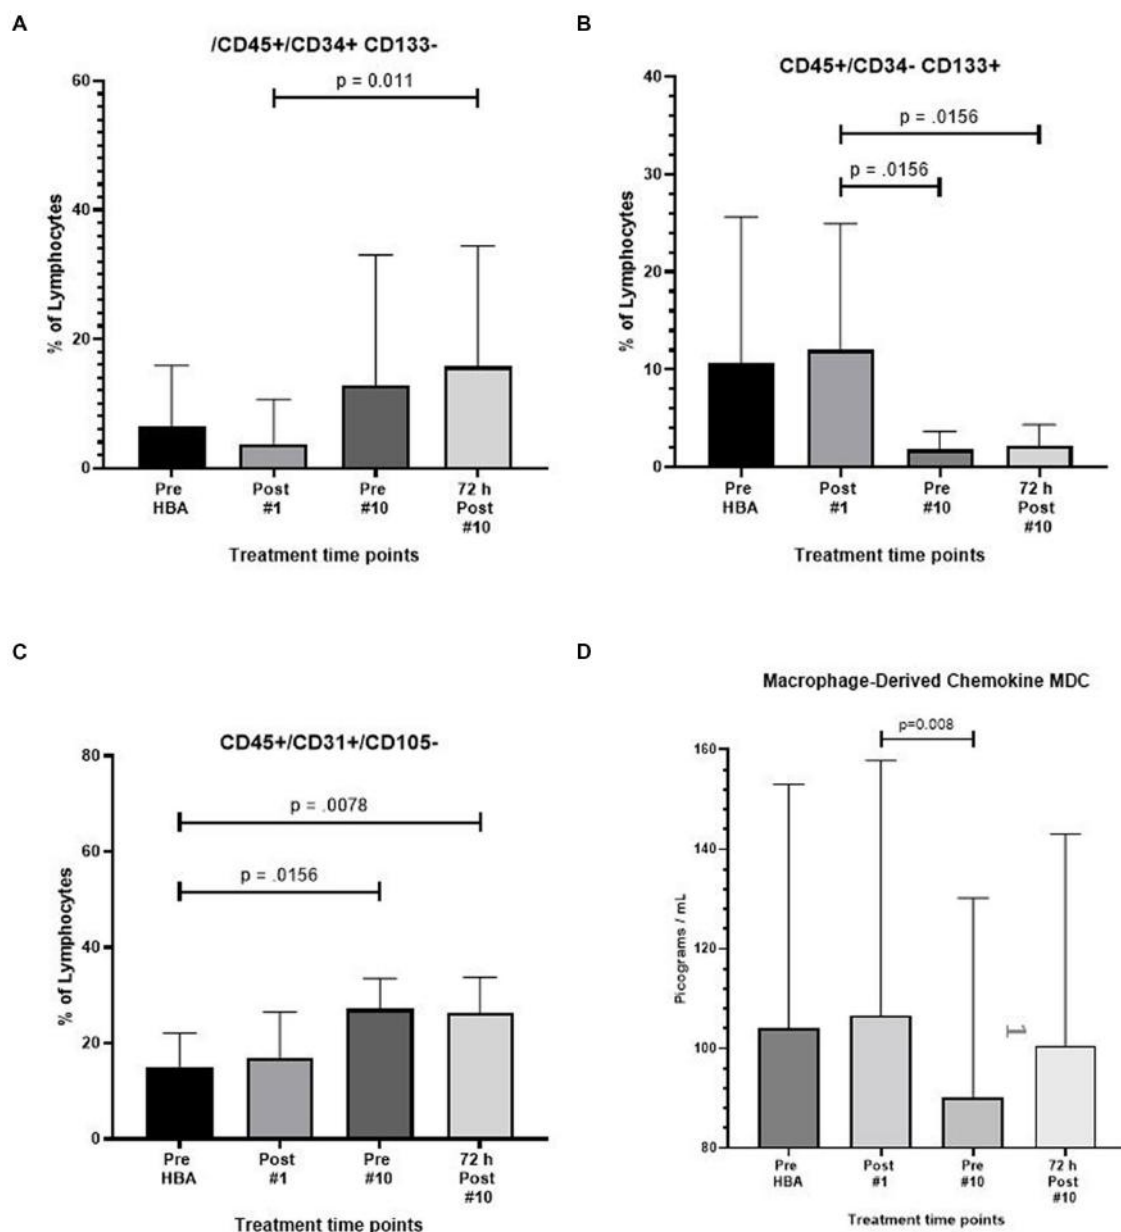 A
/CD45+/CD34+ CD133-
60
40
20
0
% of Lymphocytes
p = 0.011
Pre HBA
Post #1
Pre #10
72 h Post #10
Treatment time points
B
CD45+/CD34- CD133+
40
30
20
10
0
% of Lymphocytes
p = .0156
p = .0156
Pre HBA
Post #1
Pre #10
72 h Post #10
Treatment time points
C
CD45+/CD31+/CD105-
80
60
40
20
0
% of Lymphocytes
p = .0078
p = .0156
Pre HBA
Post #1
Pre #10
72 h Post #10
Treatment time points
D
Macrophage-Derived Chemokine MDC
160
140
120
100
80
Picograms / mL
p=0.008
1
Pre HBA
Post #1
Pre #10
72 h Post #10
Treatment time points